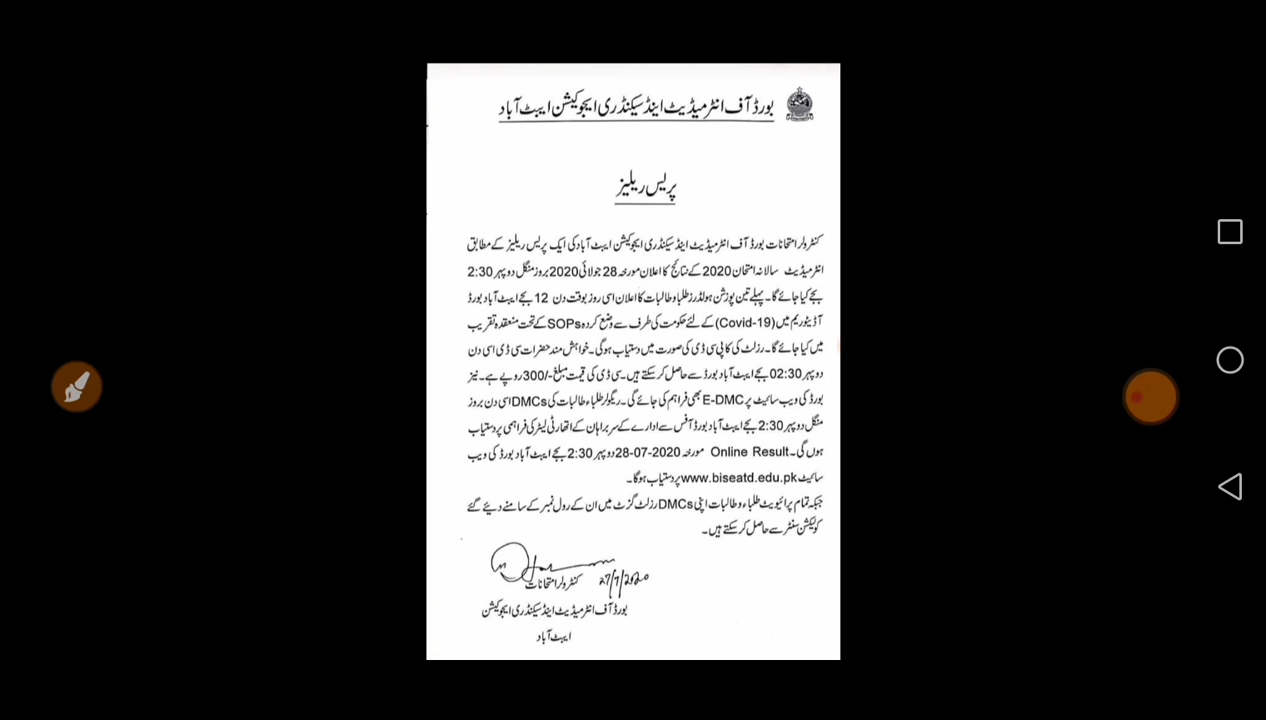 بورڈ آف انٹرمیڈیٹ اینڈ سیکنڈری ایجوکیشن ایبٹ آباد
پریس ریلیز
کنٹرولر امتحانات بورڈ آف انٹرمیڈیٹ اینڈ سیکنڈری ایجوکیشن ایبٹ آباد کی ایک پریس ریلیز کے مطابق
انٹرمیڈیٹ سالانہ امتحان 2020 کے نتائج کا اعلان مورخہ 28 جولائی 2020 بروز منگل دوپہر 2:30
بجے کیا جائے گا۔ پہلے تین پوزشن ہولڈرز طلبا و طالبات کا اعلان اسی روز بوقت دن 12 بجے ایبٹ آباد بورڈ
آڈیٹوریم میں (Covid-19) کے لئے حکومت کی طرف سے وضع کردہ SOPs کے تحت منعقدہ تقریب
میں کیا جائے گا۔ رزلٹ کی کاپی سی ڈی کی صورت میں دستیاب ہوگی۔ خواہش مند حضرات سی ڈی اسی دن
دوپہر 02:30 بجے ایبٹ آباد بورڈ سے حاصل کر سکتے ہیں۔ سی ڈی کی قیمت مبلغ -/300 روپے ہے۔ نیز
بورڈ کی ویب سائیٹ پر E-DMC بھی فراہم کی جائے گی۔ ریگولر طلباء طالبات کی DMCs اسی دن بروز
منگل دوپہر 2:30 بجے ایبٹ آباد بورڈ آفس سے ادارے کے سربراہان کے اتھارٹی لیٹر کی فراہمی پر دستیاب
ہوں گی۔ Online Result مورخہ 28-07-2020 دوپہر 2:30 بجے ایبٹ آباد بورڈ کی ویب
سائیٹ www.biseatd.edu.pk پر دستیاب ہوگا۔
جبکہ تمام پرائیویٹ طلباء و طالبات اپنی DMCs رزلٹ گزٹ میں ان کے رول نمبر کے سامنے دیئے گئے
کولیکشن سنٹر سے حاصل کر سکتے ہیں۔
کنٹرولر امتحانات 27/7/2020
بورڈ آف انٹرمیڈیٹ اینڈ سیکنڈری ایجوکیشن
ایبٹ آباد